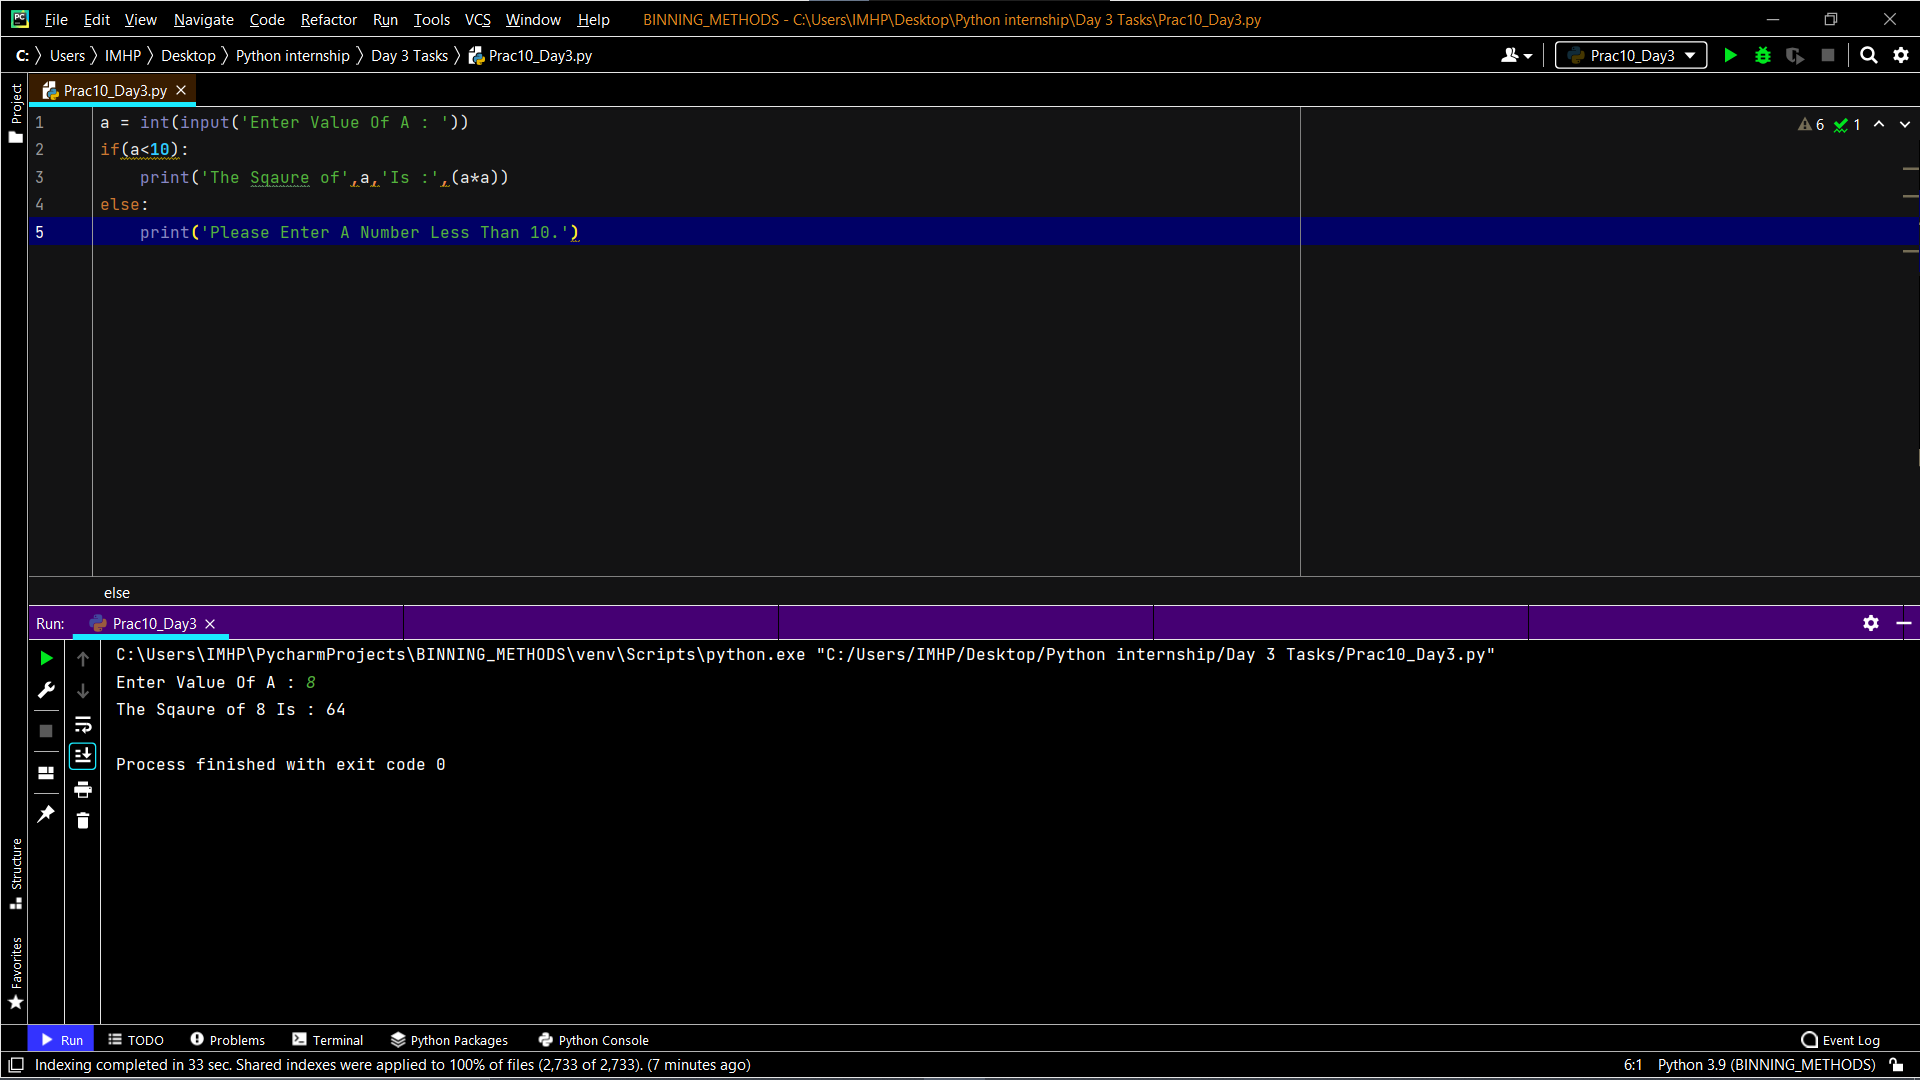 PC File Edit View Navigate Code Refactor Run Tools VCS Window Help BINNING_METHODS - C:\Users\IMHP\Desktop\Python internship\Day 3 Tasks\Prac10_Day3.py
C: Users IMHP Desktop Python internship Day 3 Tasks Prac10_Day3.py Prac10_Day3
Project
Prac10_Day3.py
6 1
1 a = int(input('Enter Value Of A : '))
2 if(a<10):
3     print('The Sqaure of',a,'Is :',(a*a))
4 else:
5     print('Please Enter A Number Less Than 10.')
else
Run: Prac10_Day3
C:\Users\IMHP\PycharmProjects\BINNING_METHODS\venv\Scripts\python.exe "C:/Users/IMHP/Desktop/Python internship/Day 3 Tasks/Prac10_Day3.py"
Enter Value Of A : 8
The Sqaure of 8 Is : 64
Process finished with exit code 0
Structure
Favorites
Run TODO Problems Terminal Python Packages Python Console Event Log
Indexing completed in 33 sec. Shared indexes were applied to 100% of files (2,733 of 2,733). (7 minutes ago) 6:1 Python 3.9 (BINNING_METHODS)